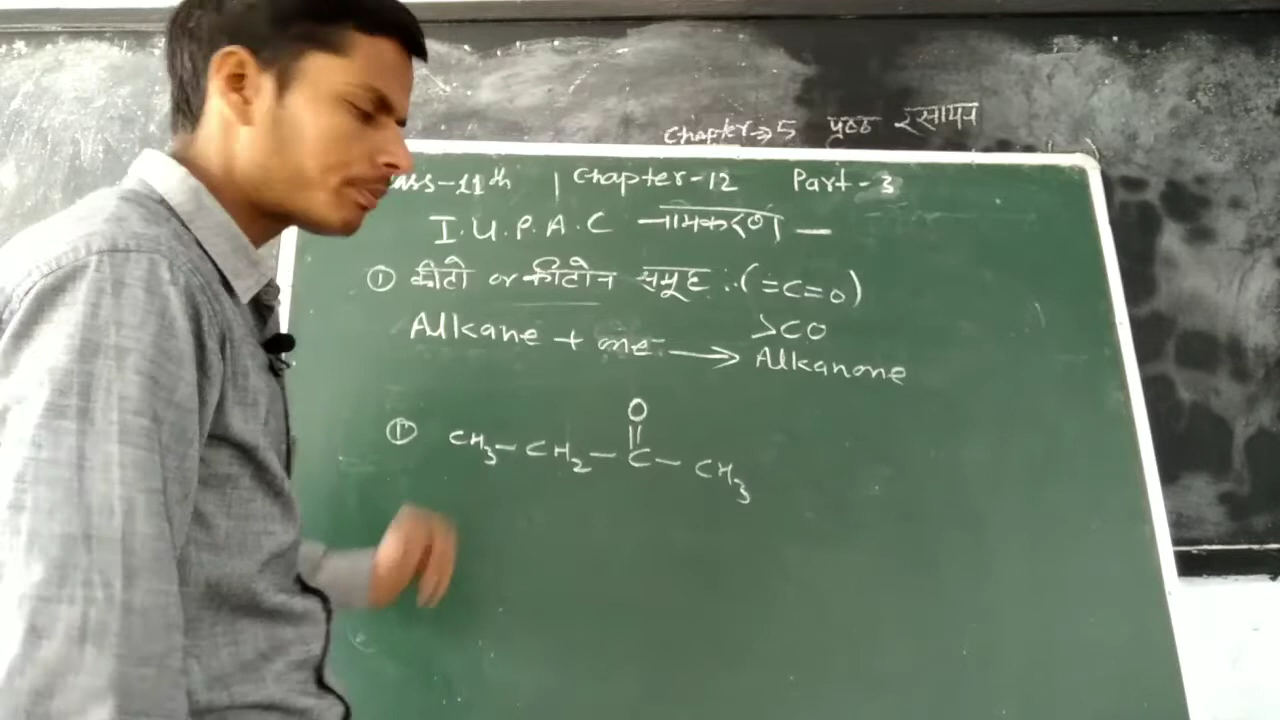 Chapter→5 पृष्ठ रसायन
ass-11th | Chapter-12 Part-3
I.U.P.A.C नामकरण —
① कीटो or कीटोन समूह :-(=C=O)
>CO
Alkane + one → Alkanone
① CH3-CH2-C-CH3
O